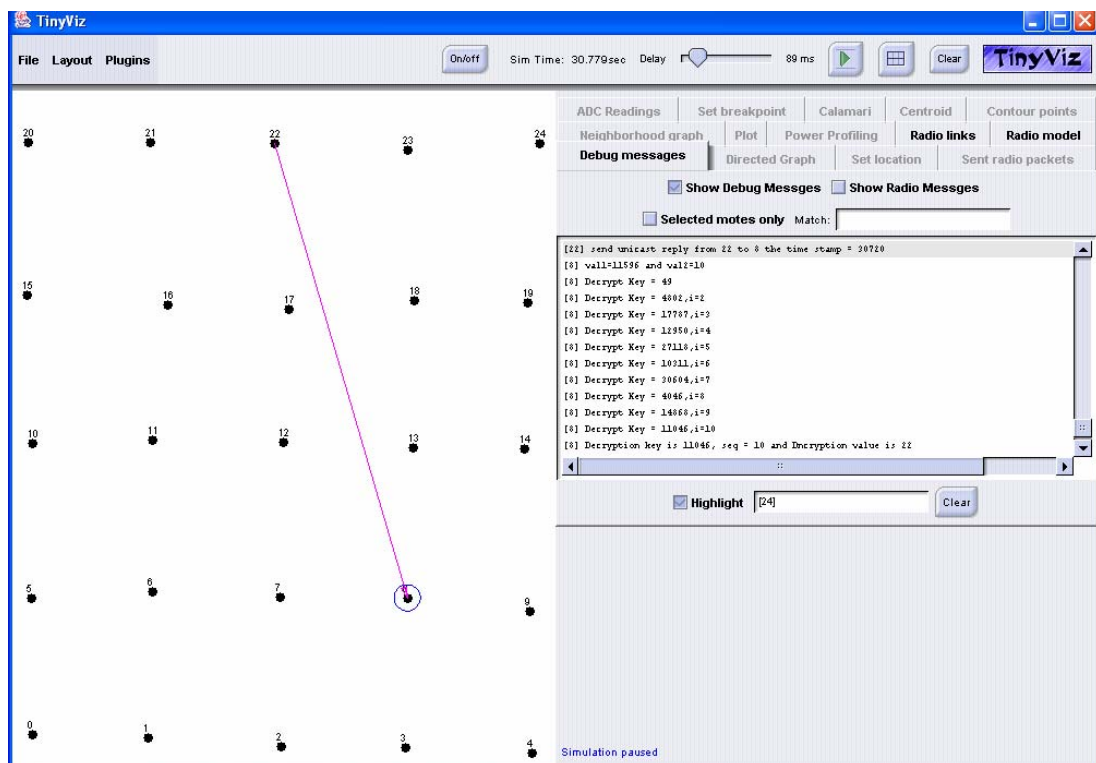 TinyViz
File Layout Plugins On/off Sim Time: 30.779sec Delay 89 ms Clear TinyViz
ADC Readings Set breakpoint Calamari Centroid Contour points
Neighborhood graph Plot Power Profiling Radio links Radio model
Debug messages Directed Graph Set location Sent radio packets
Show Debug Messges Show Radio Messges
Selected motes only Match:
[22] send unicast reply from 22 to 8 the time stamp = 30720
[8] val1=11596 and val2=10
[8] Decrypt Key = 49
[8] Decrypt Key = 4802,i=2
[8] Decrypt Key = 17787,i=3
[8] Decrypt Key = 12950,i=4
[8] Decrypt Key = 27118,i=5
[8] Decrypt Key = 10311,i=6
[8] Decrypt Key = 30604,i=7
[8] Decrypt Key = 4046,i=8
[8] Decrypt Key = 14868,i=9
[8] Decrypt Key = 11046,i=10
[8] Decryption key is 11046, seq = 10 and Dncryption value is 22
Highlight [24] Clear
Simulation paused
20 21 22 23 24
15 16 17 18 19
10 11 12 13 14
5 6 7 8 9
0 1 2 3 4